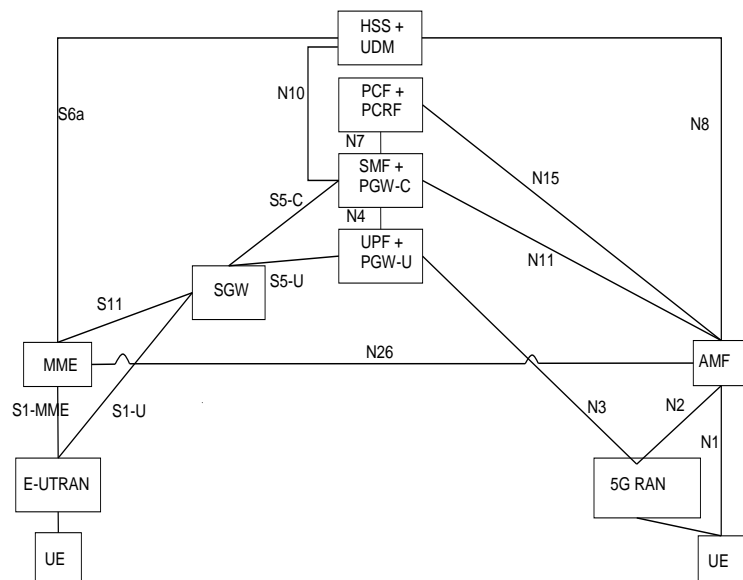 HSS +
UDM
N10
PCF +
PCRF
S6a
N8
N7
SMF +
PGW-C
N15
S5-C
N4
UPF +
PGW-U
N11
SGW
S5-U
S11
MME
N26
AMF
S1-MME
S1-U
N3
N2
N1
E-UTRAN
5G RAN
UE
UE